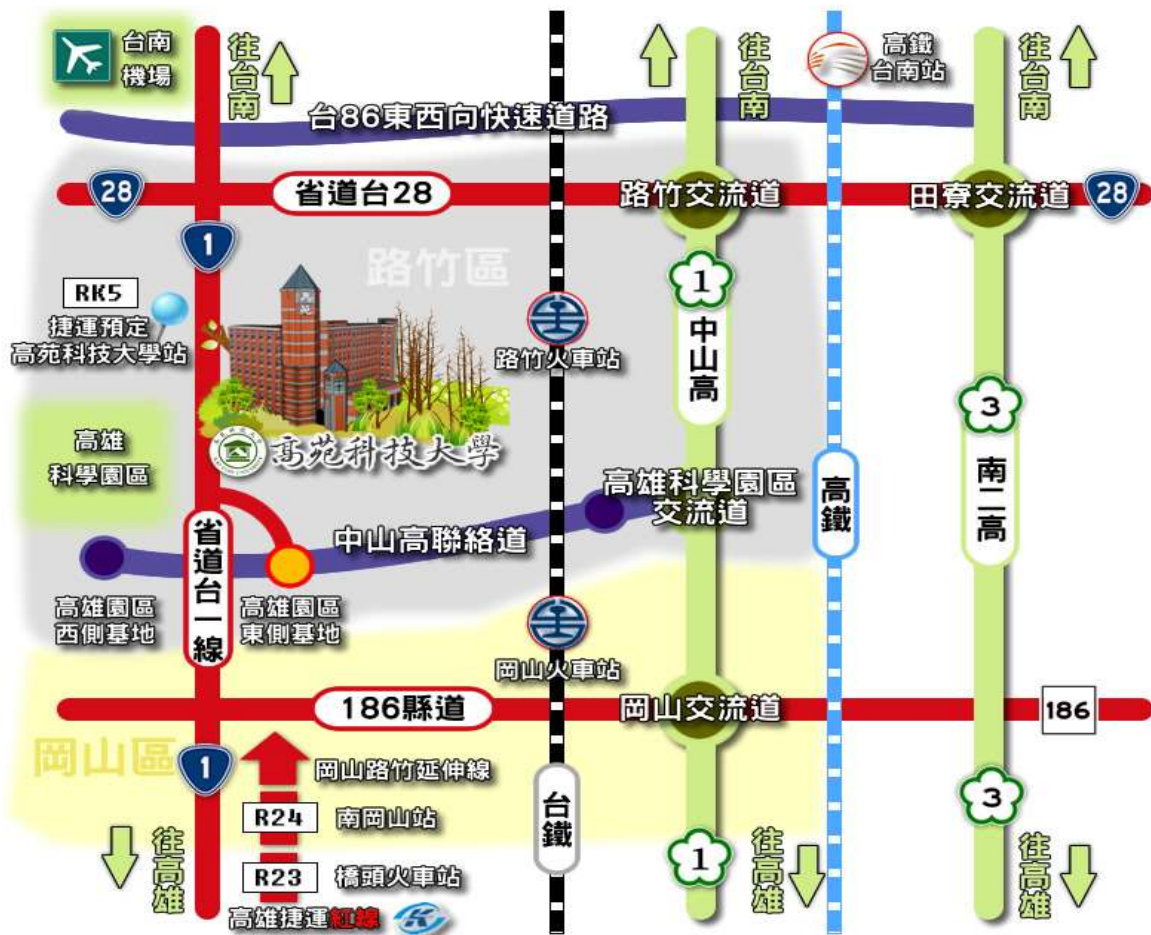 台南
機場
往台南
往台南
高鐵
台南站
往台南
台86東西向快速道路
28
省道台28
路竹交流道
田寮交流道
28
1
路竹區
1
RK5
捷運預定
高苑科技大學站
路竹火車站
中山高
3
高雄
科學園區
高苑科技大學
高雄科學園區
交流道
高鐵
南二高
省道台一線
中山高聯絡道
高雄園區
西側基地
高雄園區
東側基地
岡山火車站
186縣道
岡山交流道
186
岡山區
1
岡山路竹延伸線
台鐵
3
R24
南岡山站
往高雄
1
往高雄
往高雄
R23
橋頭火車站
高雄捷運紅線
K